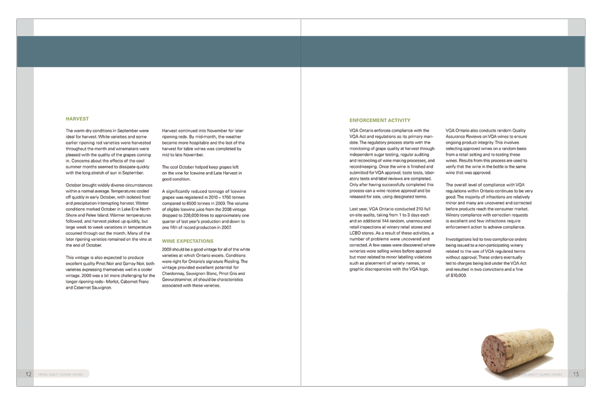 HARVEST
The warm dry conditions in September were
ideal for harvest. White varieties and some
earlier ripening red varieties were harvested
throughout the month and winemakers were
pleased with the quality of the grapes coming
in. Concerns about the effects of the cool
summer months seemed to dissipate quickly
with the long stretch of sun in September.
October brought widely diverse circumstances
within a normal average. Temperatures cooled
off quickly in early October, with isolated frost
and precipitation interrupting harvest. Wetter
conditions marked October in Lake Erie North
Shore and Pelee Island. Warmer temperatures
followed, and harvest picked up quickly, but
large week to week variations in temperature
occurred through out the month. Many of the
later ripening varieties remained on the vine at
the end of October.
This vintage is also expected to produce
excellent quality Pinot Noir and Gamay Noir, both
varieties expressing themselves well in a cooler
vintage. 2009 was a bit more challenging for the
longer ripening reds - Merlot, Cabernet Franc
and Cabernet Sauvignon.
Harvest continued into November for later
ripening reds. By mid-month, the weather
became more hospitable and the last of the
harvest for table wines was completed by
mid to late November.
The cool October helped keep grapes left
on the vine for Icewine and Late Harvest in
good condition.
A significantly reduced tonnage of Icewine
grapes was registered in 2010 –
compared to 6500 tonnes in 2009. The volume
of eligible Icewine juice from the 2009 vintage
dropped to 229,000 litres to approximately one
quarter of last year's production and down to
one fifth of record production in 2007.
WINE EXPECTATIONS
2009 should be a good vintage for all of the white
varieties at which Ontario excels. Conditions
were right for Ontario's signature Riesling. The
vintage provided excellent potential for
Chardonnay, Sauvignon Blanc, Pinot Gris and
Gewurztraminer; all should be characteristics
associated with these varieties.
ENFORCEMENT ACTIVITY
VQA Ontario enforces compliance with the
VQA Act and regulations as its primary man-
date. The regulatory process starts with the
monitoring of grape quality at harvest through
independent sugar testing, regular auditing
and reconciling of wine making processes, and
record-keeping. Once the wine is finished and
submitted for VQA approval, taste tests, labor-
atory tests and label reviews are completed.
Only after having successfully completed this
process can a wine receive approval and be
released for sale, using designated terms.
Last year, VQA Ontario conducted 210 full
on-site audits, taking from 1 to 3 days each
and an additional 144 random, unannounced
retail inspections at winery retail stores and
LCBO stores. As a result of these activities, a
number of problems were uncovered and
corrected. A few cases were discovered where
wineries were selling wines before approval
but most related to minor labelling violations
such as placement of variety names, or
graphic discrepancies with the VQA logo.
VQA Ontario also conducts random Quality
Assurance Reviews on VQA wines to ensure
ongoing product integrity. This involves
selecting approved wines on a random basis
from a retail setting and re-testing these
wines. Results from this process are used to
verify that the wine in the bottle is the same
wine that was approved.
The overall level of compliance with VQA
regulations within Ontario continues to be very
good. The majority of infractions are relatively
minor and many are uncovered and corrected
before products reach the consumer market.
Winery compliance with correction requests
is excellent and few infractions require
enforcement action to achieve compliance.
Investigations led to two compliance orders
being issued to a non-participating winery
related to the use of VQA regulated terms
without approval. These orders eventually
led to charges being laid under the VQA Act
and resulted in two convictions and a fine
of $10,600.
12
13